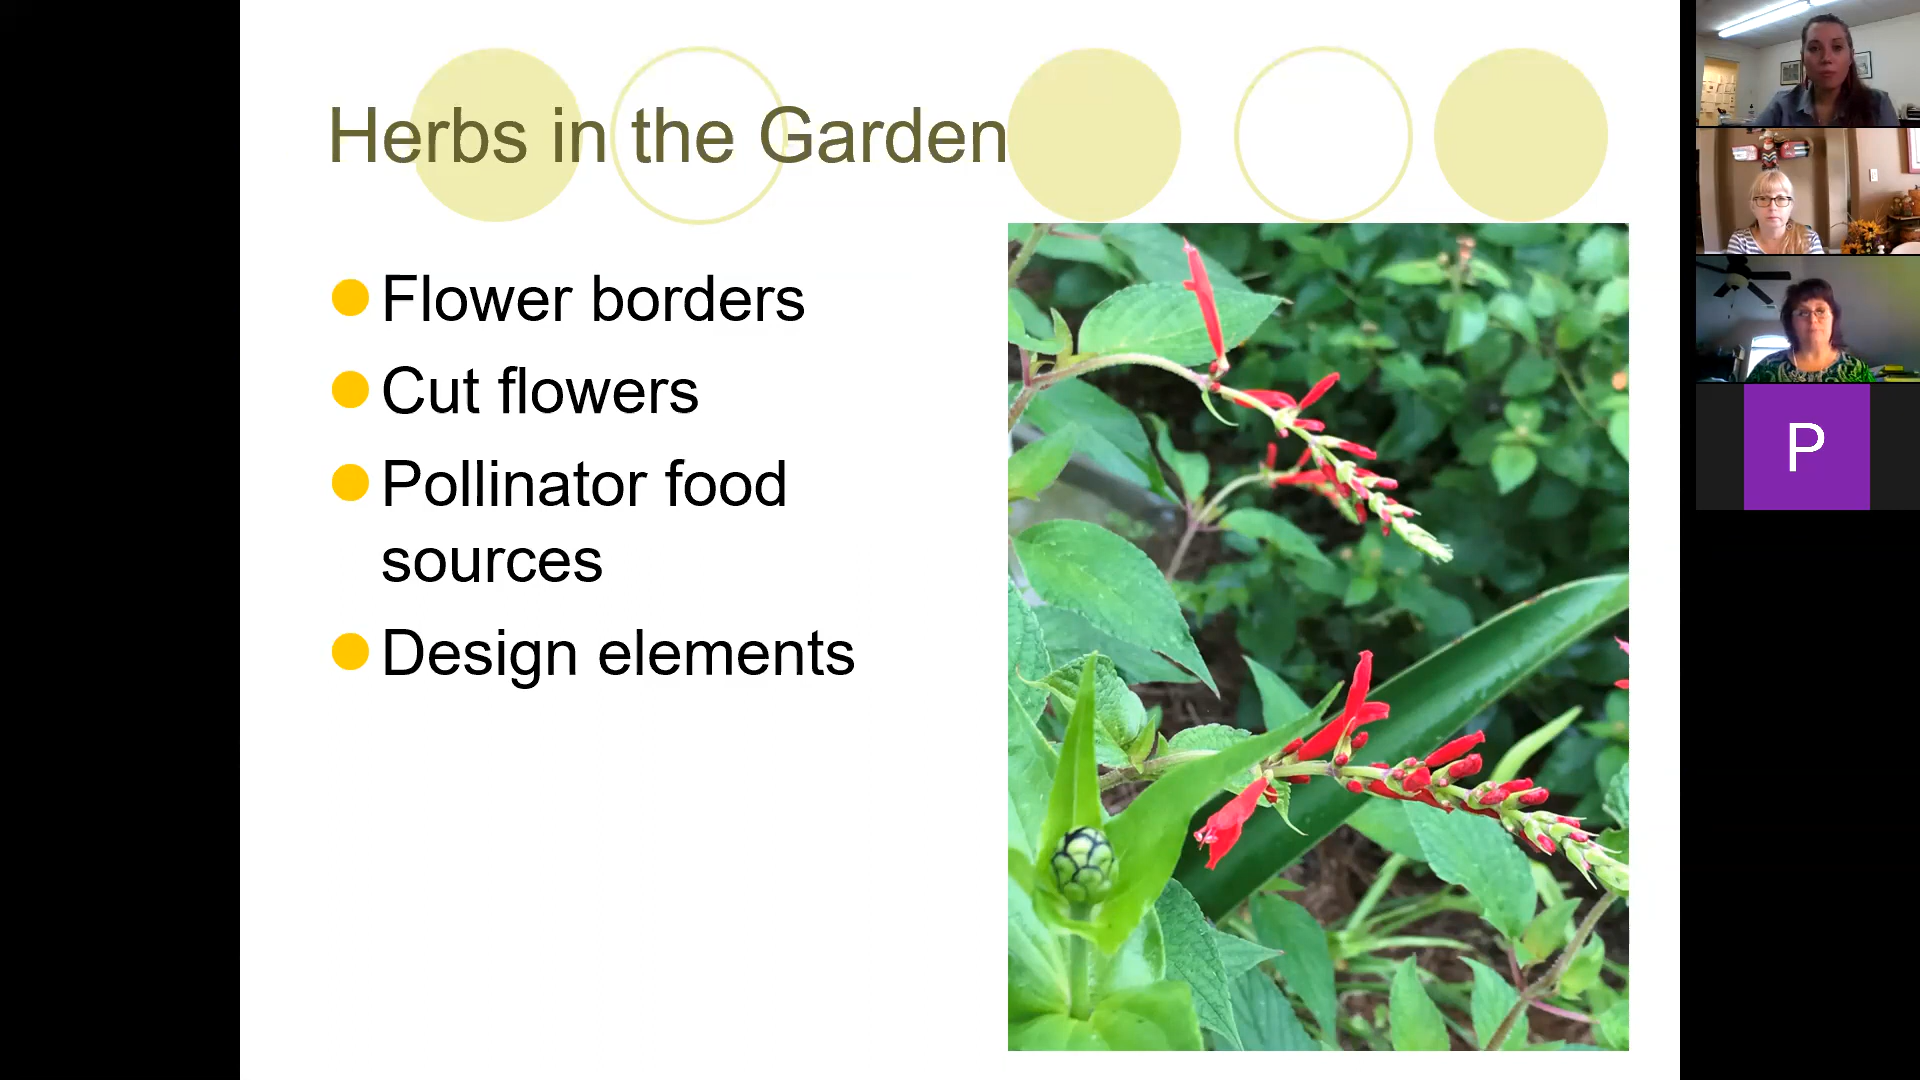 Herbs in the Garden
Flower borders
Cut flowers
Pollinator food
sources
Design elements
P